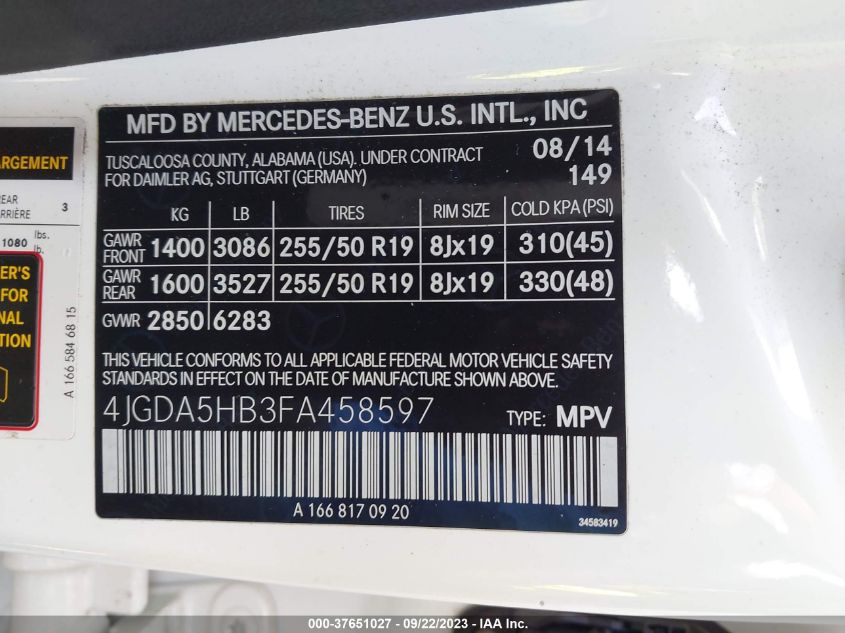 MFD BY MERCEDES-BENZ U.S. INTL., INC
TUSCALOOSA COUNTY, ALABAMA (USA). UNDER CONTRACT 08/14
FOR DAIMLER AG, STUTTGART (GERMANY) 149
KG LB TIRES RIM SIZE COLD KPA (PSI)
GAWR FRONT 1400 3086 255/50 R19 8Jx19 310(45)
GAWR REAR 1600 3527 255/50 R19 8Jx19 330(48)
GVWR 2850 6283
THIS VEHICLE CONFORMS TO ALL APPLICABLE FEDERAL MOTOR VEHICLE SAFETY
STANDARDS IN EFFECT ON THE DATE OF MANUFACTURE SHOWN ABOVE.
4JGDA5HB3FA458597 TYPE: MPV
A 166 817 09 20
34583419
ARGEMENT
REAR
ARRIÈRE 3
1080 lbs.
lb.
ER'S
FOR
NAL
TION
A 166 584 68 15
000-37651027 - 09/22/2023 - IAA Inc.